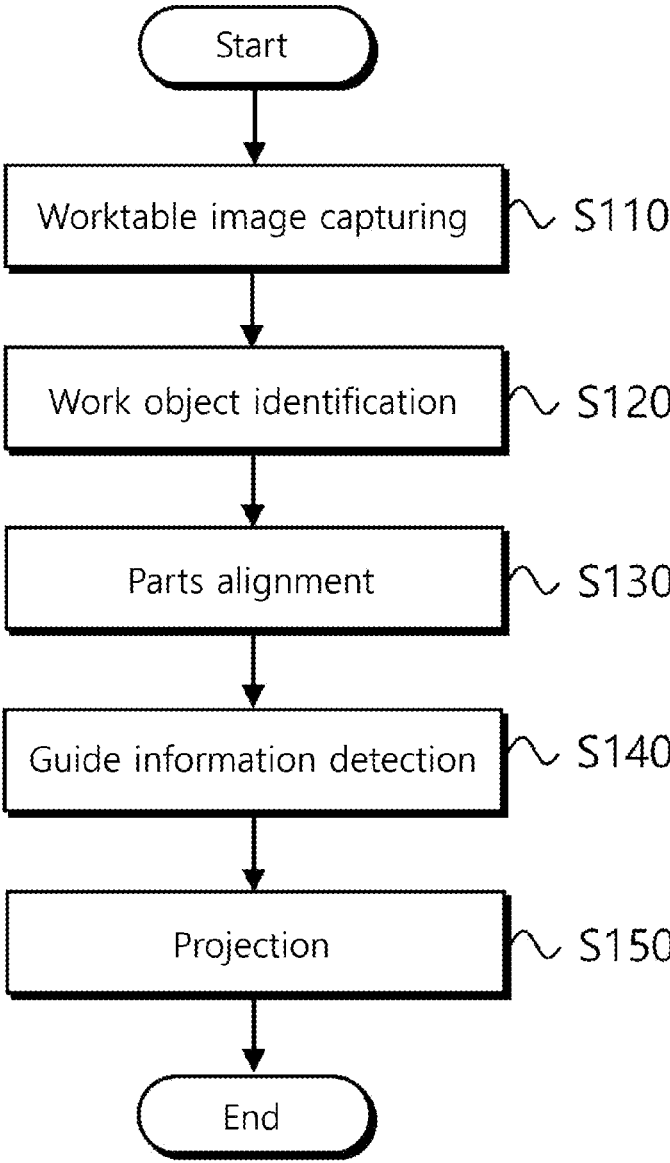 Start
Worktable image capturing
S110
Work object identification
S120
Parts alignment
S130
Guide information detection
S140
Projection
S150
End